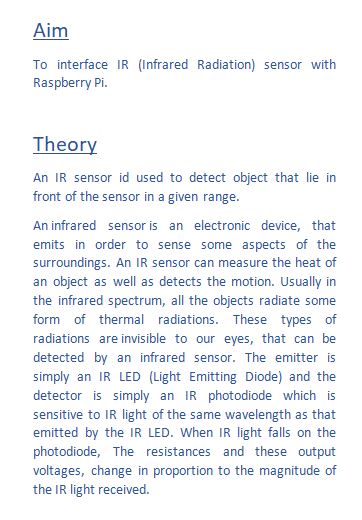 Aim
To interface IR (Infrared Radiation) sensor with
Raspberry Pi.
Theory
An IR sensor id used to detect object that lie in
front of the sensor in a given range.
An infrared sensor is an electronic device, that
emits in order to sense some aspects of the
surroundings. An IR sensor can measure the heat of
an object as well as detects the motion. Usually in
the infrared spectrum, all the objects radiate some
form of thermal radiations. These types of
radiations are invisible to our eyes, that can be
detected by an infrared sensor. The emitter is
simply an IR LED (Light Emitting Diode) and the
detector is simply an IR photodiode which is
sensitive to IR light of the same wavelength as that
emitted by the IR LED. When IR light falls on the
photodiode, The resistances and these output
voltages, change in proportion to the magnitude of
the IR light received.